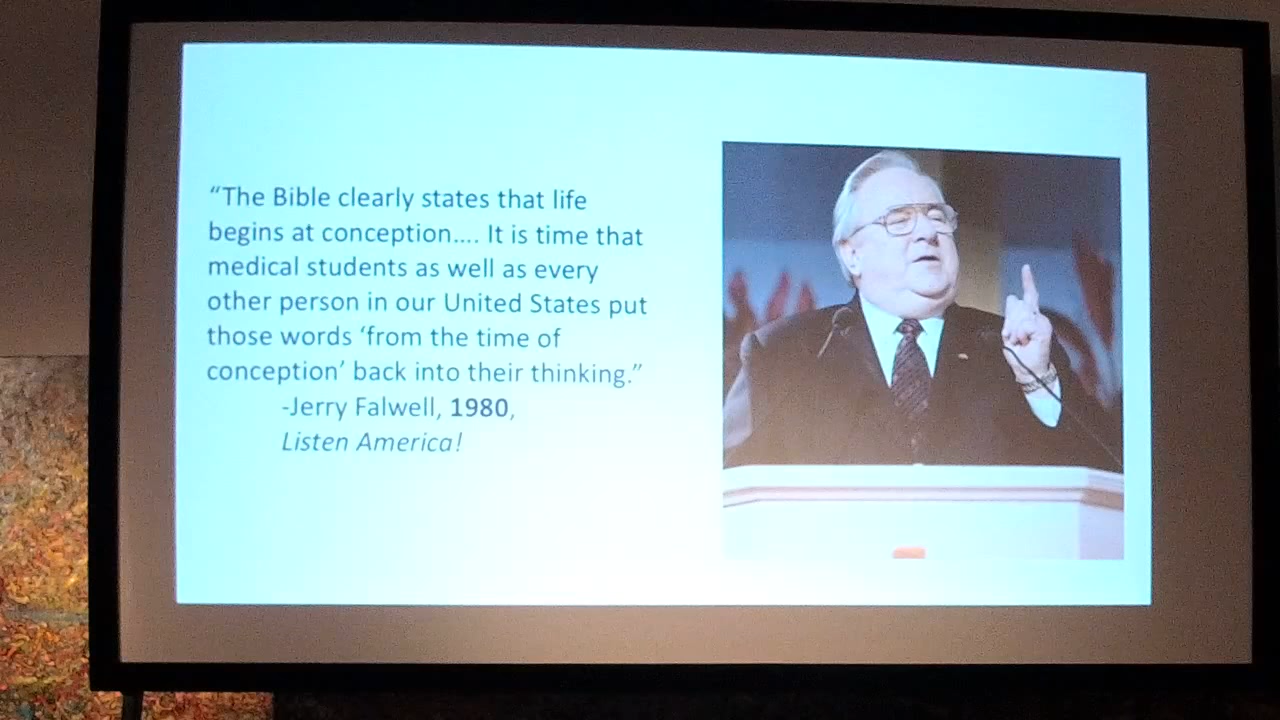 “The Bible clearly states that life
begins at conception.... It is time that
medical students as well as every
other person in our United States put
those words ‘from the time of
conception’ back into their thinking.”
-Jerry Falwell, 1980,
Listen America!